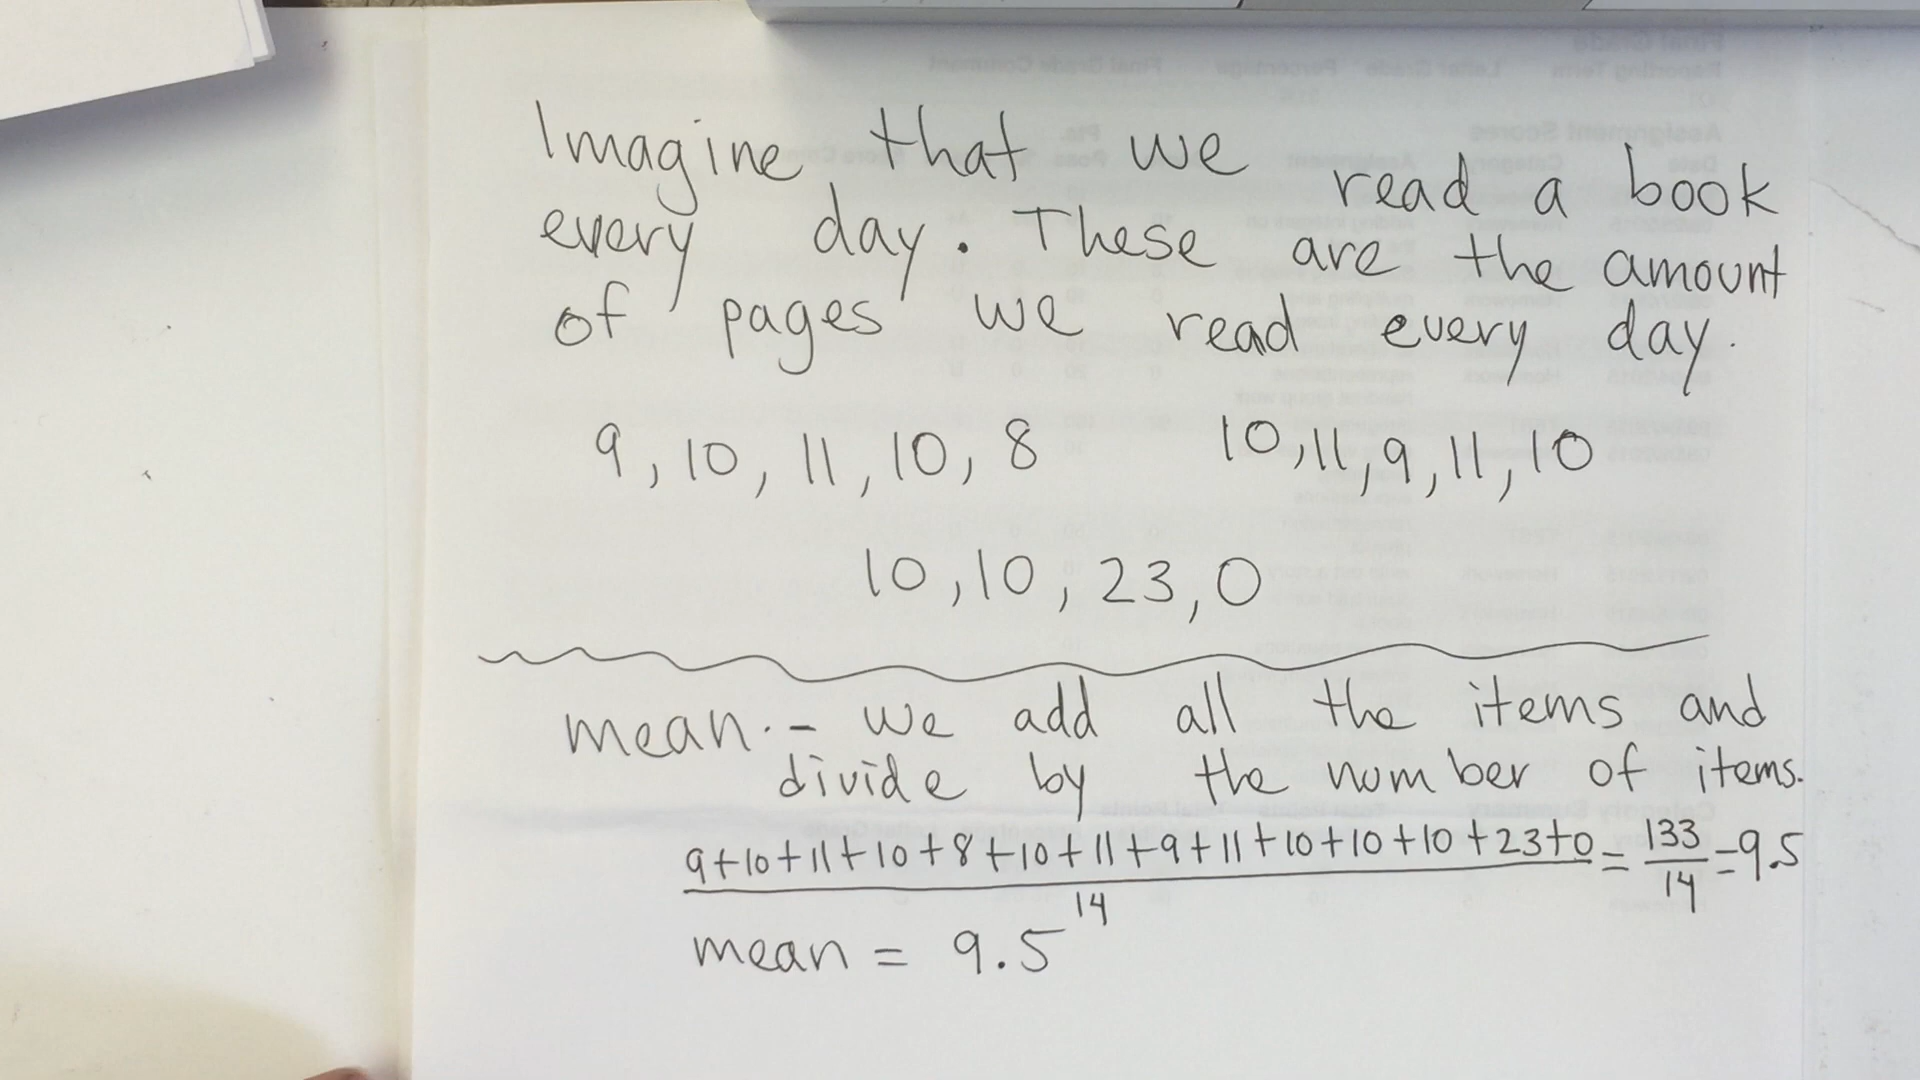 Imagine that we read a book
every day. These are the amount
of pages we read every day.
9, 10, 11, 10, 8 10, 11, 9, 11, 10
10, 10, 23, 0
mean.- we add all the items and
divide by the number of items.
9+10+11+10+8+10+11+9+11+10+10+10+23+0 = 133 = 9.5
14 14
mean = 9.5